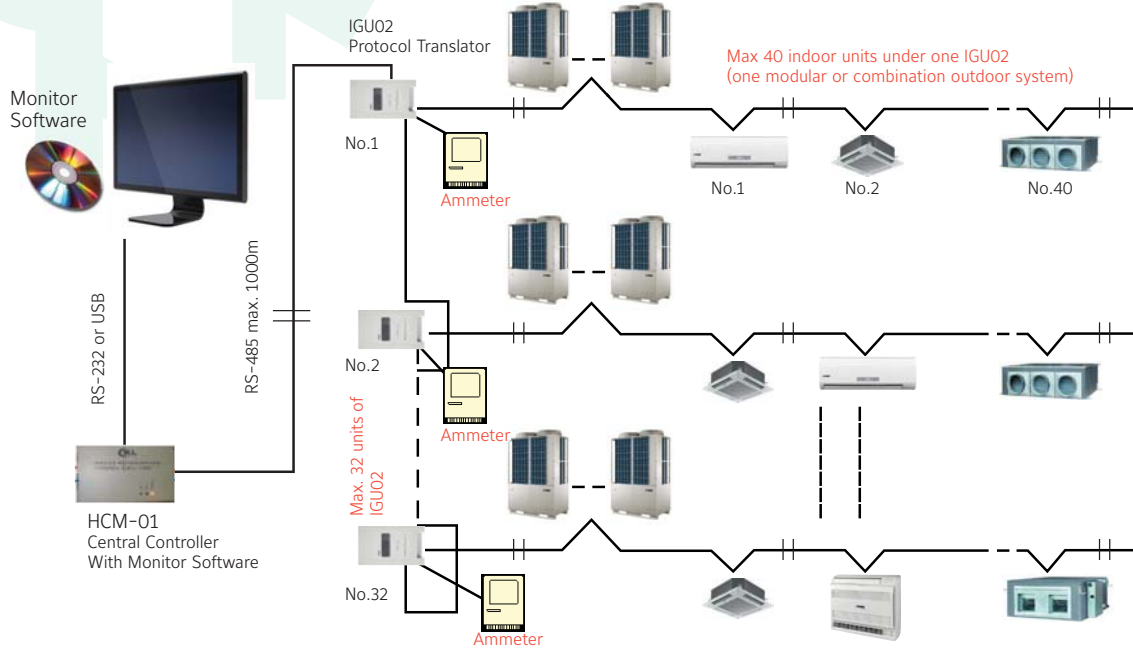 IGU02
Protocol Translator
Max 40 indoor units under one IGU02
(one modular or combination outdoor system)
Monitor
Software
No.1
Ammeter
No.1
No.2
No.40
RS-232 or USB
RS-485 max. 1000m
No.2
Ammeter
Max. 32 units of
IGU02
HCM-01
Central Controller
With Monitor Software
No.32
Ammeter